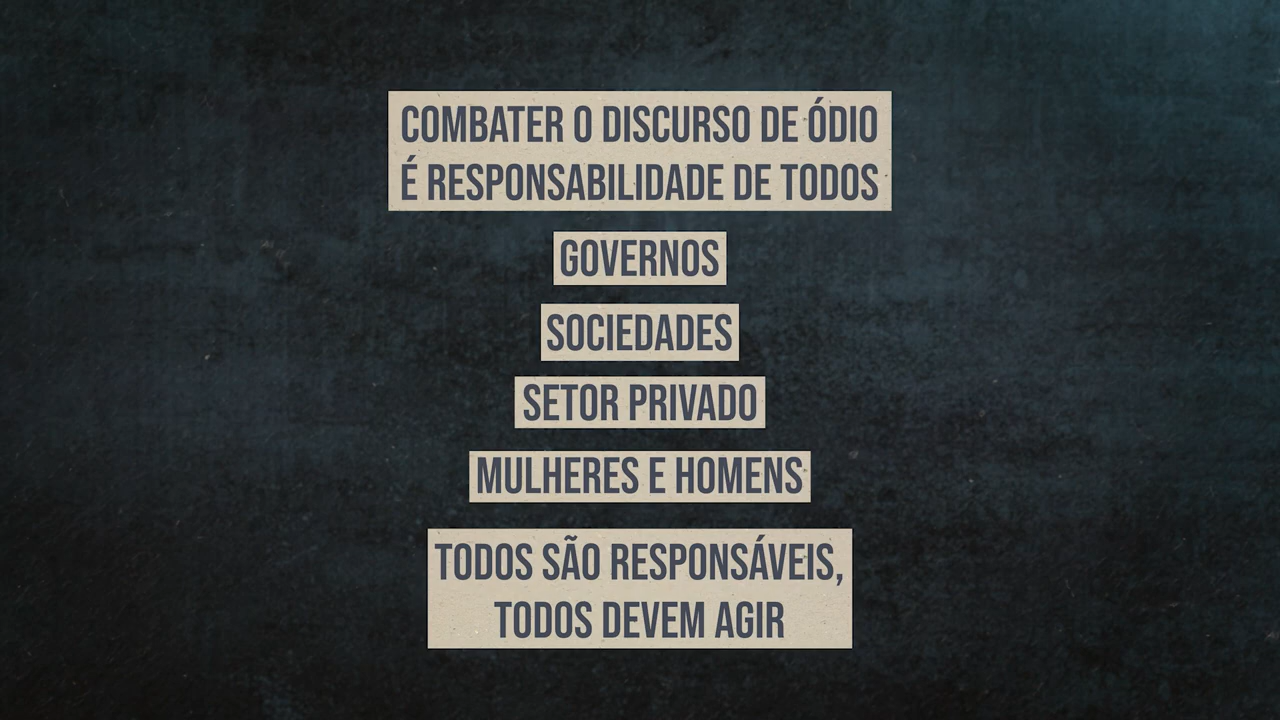 COMBATER O DISCURSO DE ÓDIO
É RESPONSABILIDADE DE TODOS
GOVERNOS
SOCIEDADES
SETOR PRIVADO
MULHERES E HOMENS
TODOS SÃO RESPONSÁVEIS,
TODOS DEVEM AGIR